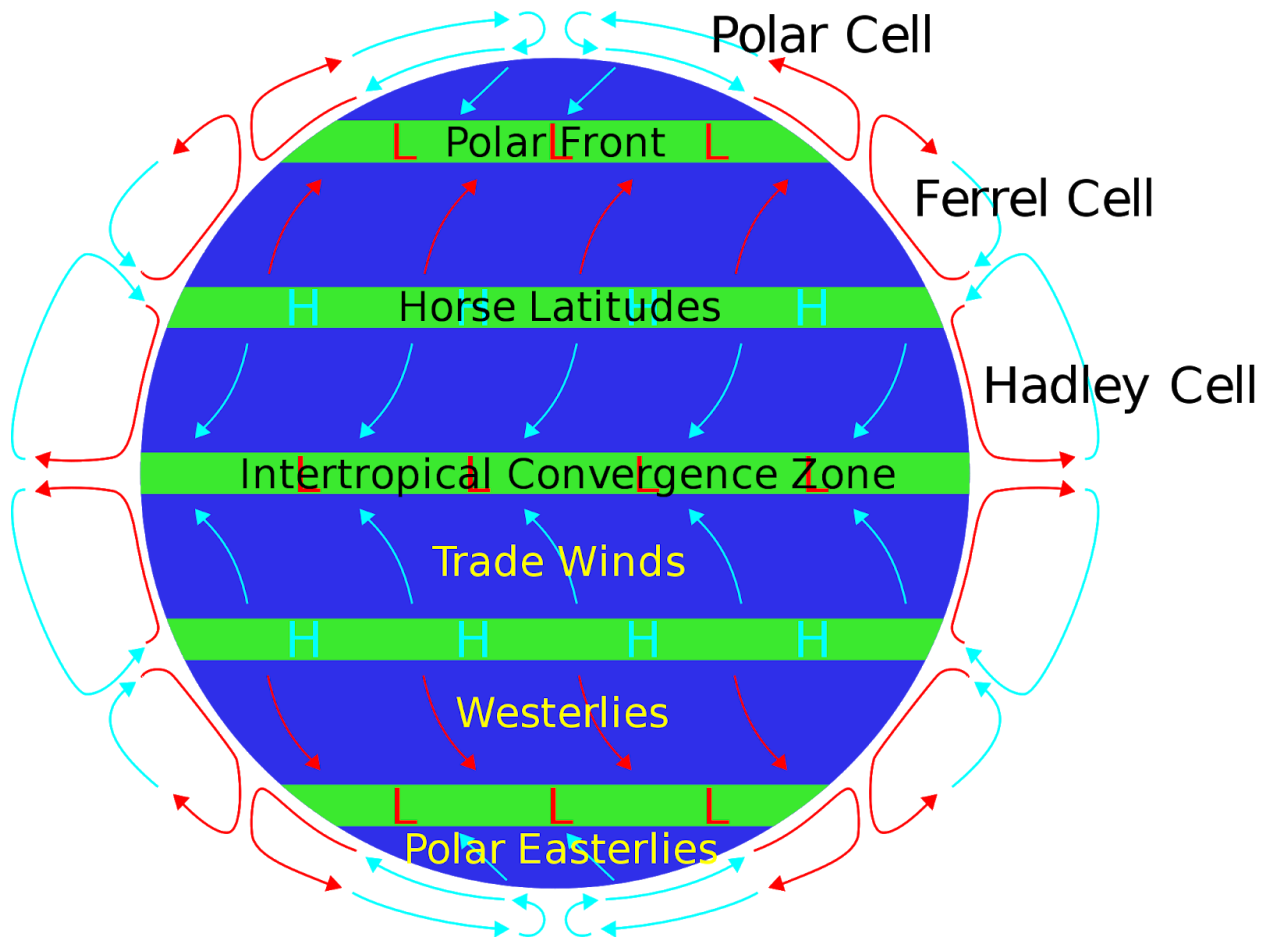 Polar Cell
L Polar Front L L
Ferrel Cell
H Horse Latitudes H H H
Hadley Cell
Intertropical Convergence Zone L L L L
Trade Winds
H H H H
Westerlies
L L L
Polar Easterlies